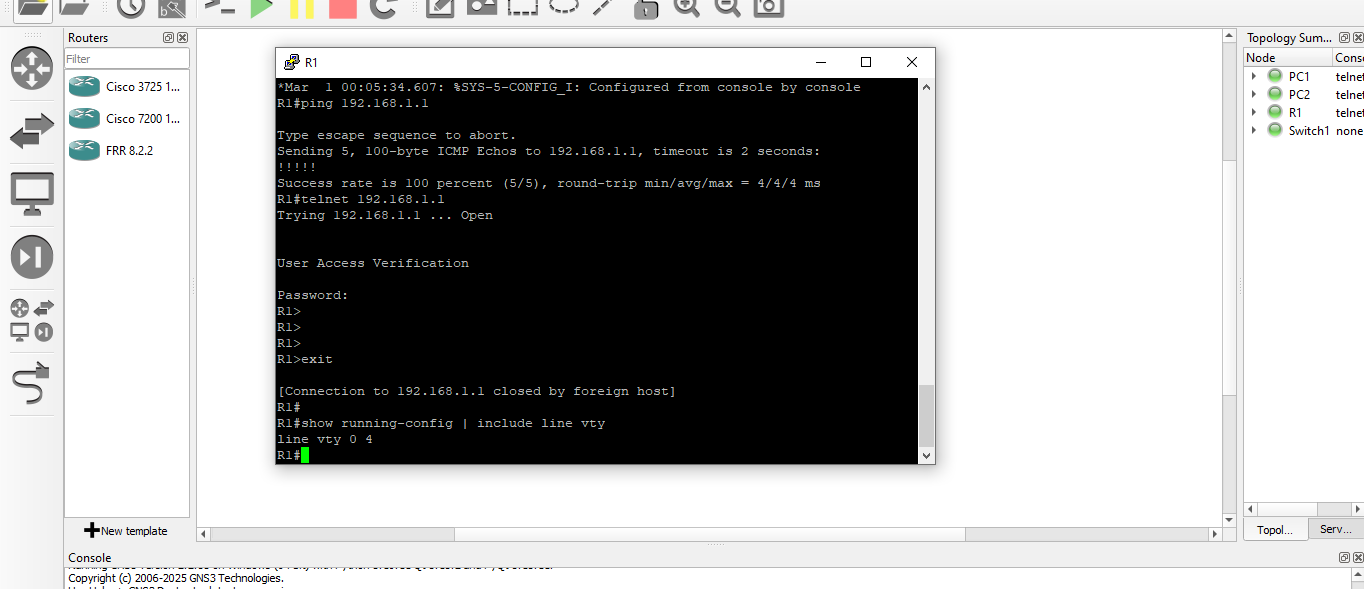 Routers
Filter
Cisco 3725 1...
Cisco 7200 1...
FRR 8.2.2
New template
R1
*Mar  1 00:05:34.607: %SYS-5-CONFIG_I: Configured from console by console
R1#ping 192.168.1.1
Type escape sequence to abort.
Sending 5, 100-byte ICMP Echos to 192.168.1.1, timeout is 2 seconds:
!!!!!
Success rate is 100 percent (5/5), round-trip min/avg/max = 4/4/4 ms
R1#telnet 192.168.1.1
Trying 192.168.1.1 ... Open
User Access Verification
Password:
R1>
R1>
R1>
R1>exit
[Connection to 192.168.1.1 closed by foreign host]
R1#
R1#show running-config | include line vty
line vty 0 4
R1#
Topology Sum...
Node Conso
PC1 telnet
PC2 telnet
R1 telnet
Switch1 none
Topol... Serv...
Console
Copyright (c) 2006-2025 GNS3 Technologies.